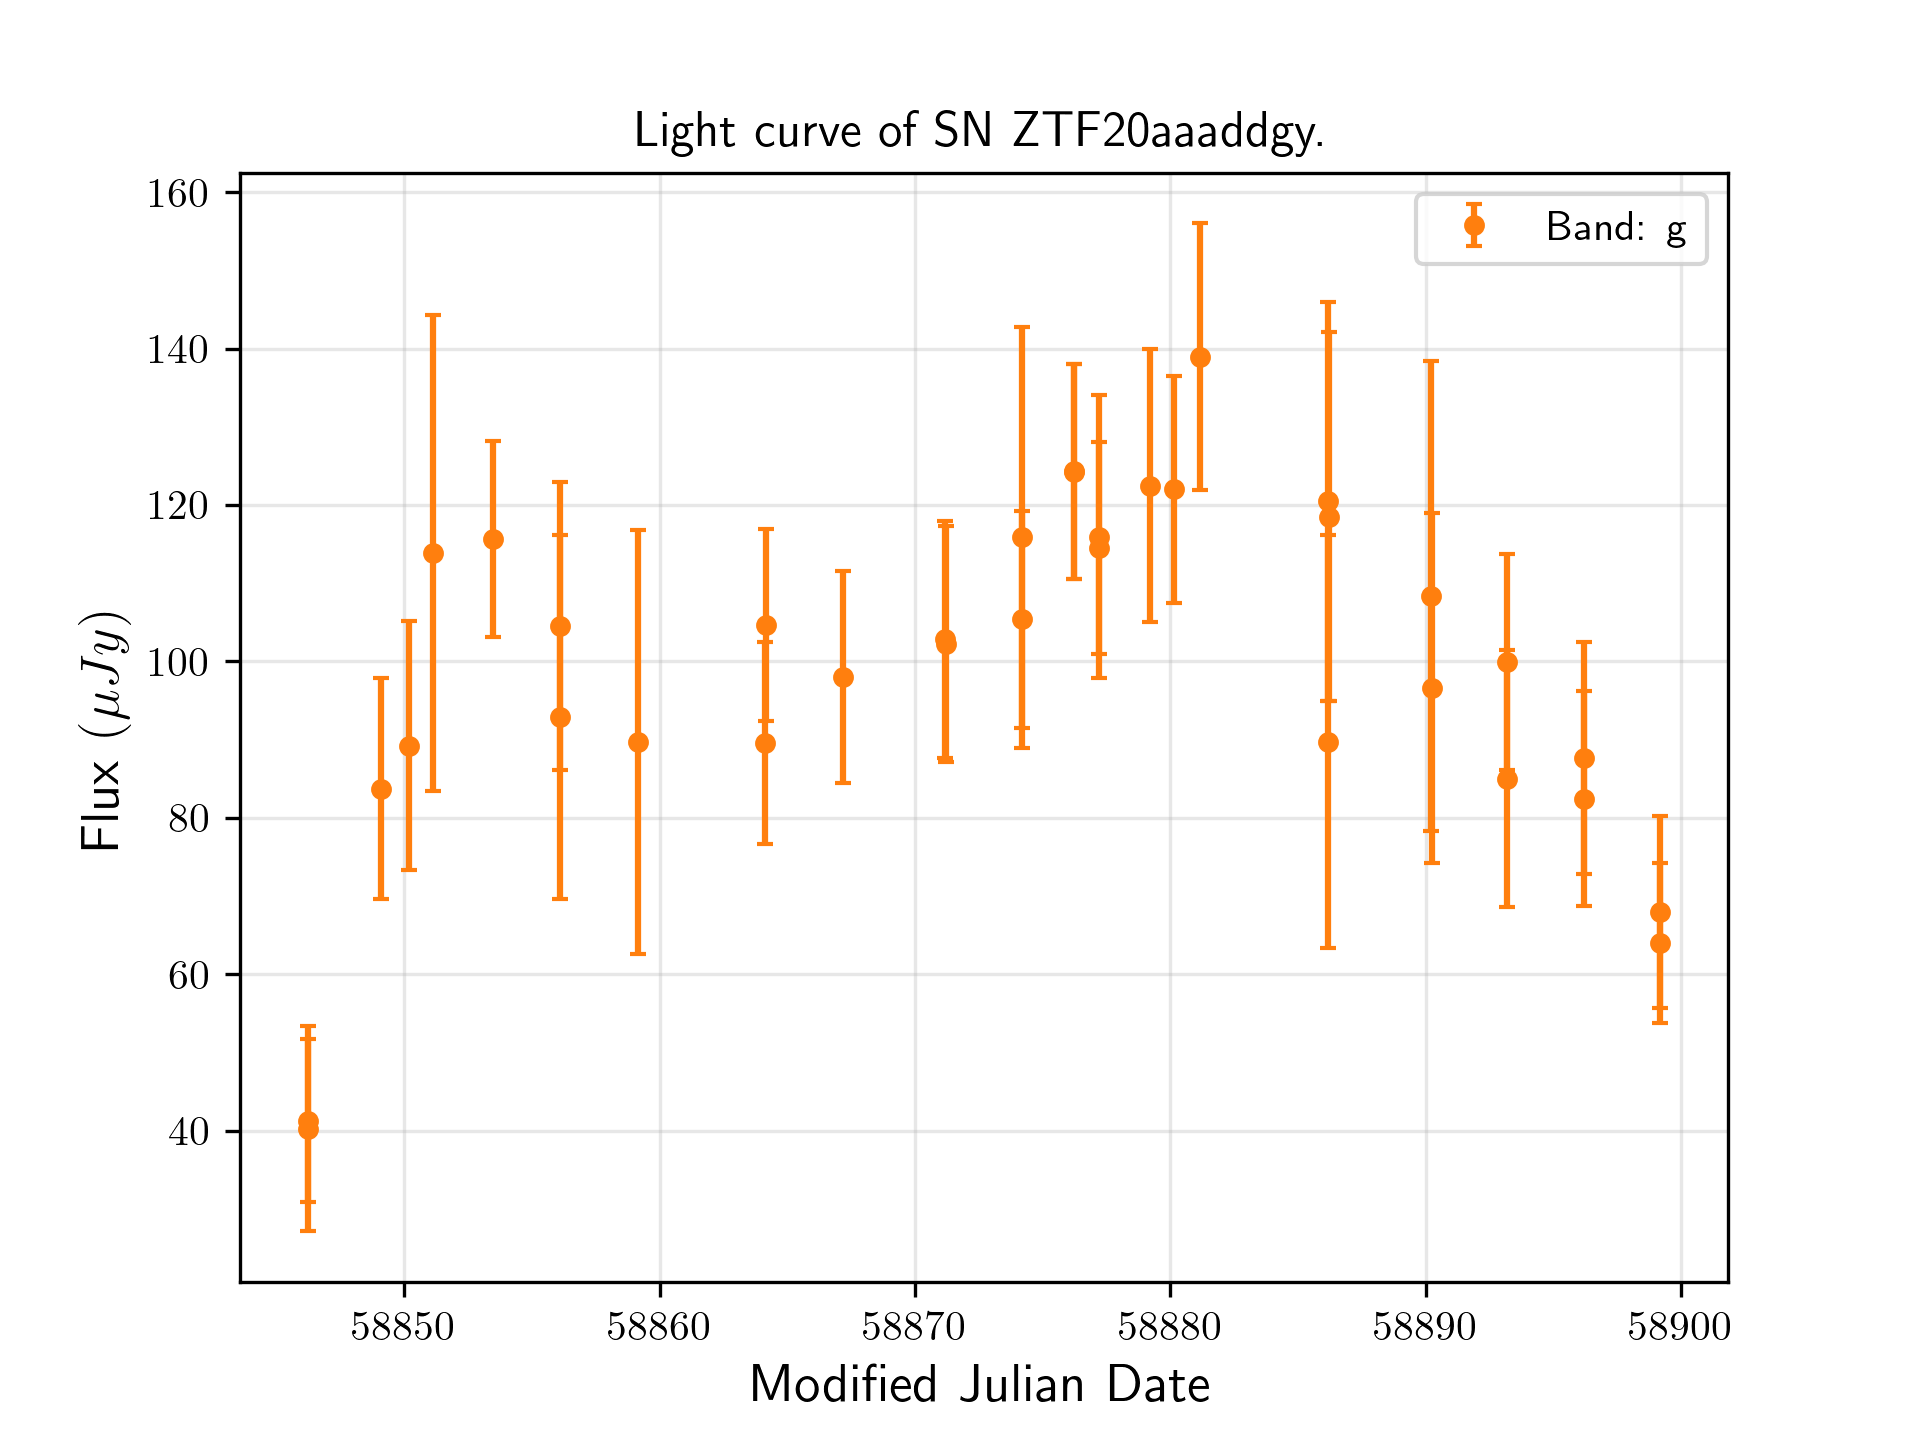 Light curve of SN ZTF20aaaddgy.
Band: g
Flux (μJy)
160
140
120
100
80
60
40
58850 58860 58870 58880 58890 58900
Modified Julian Date